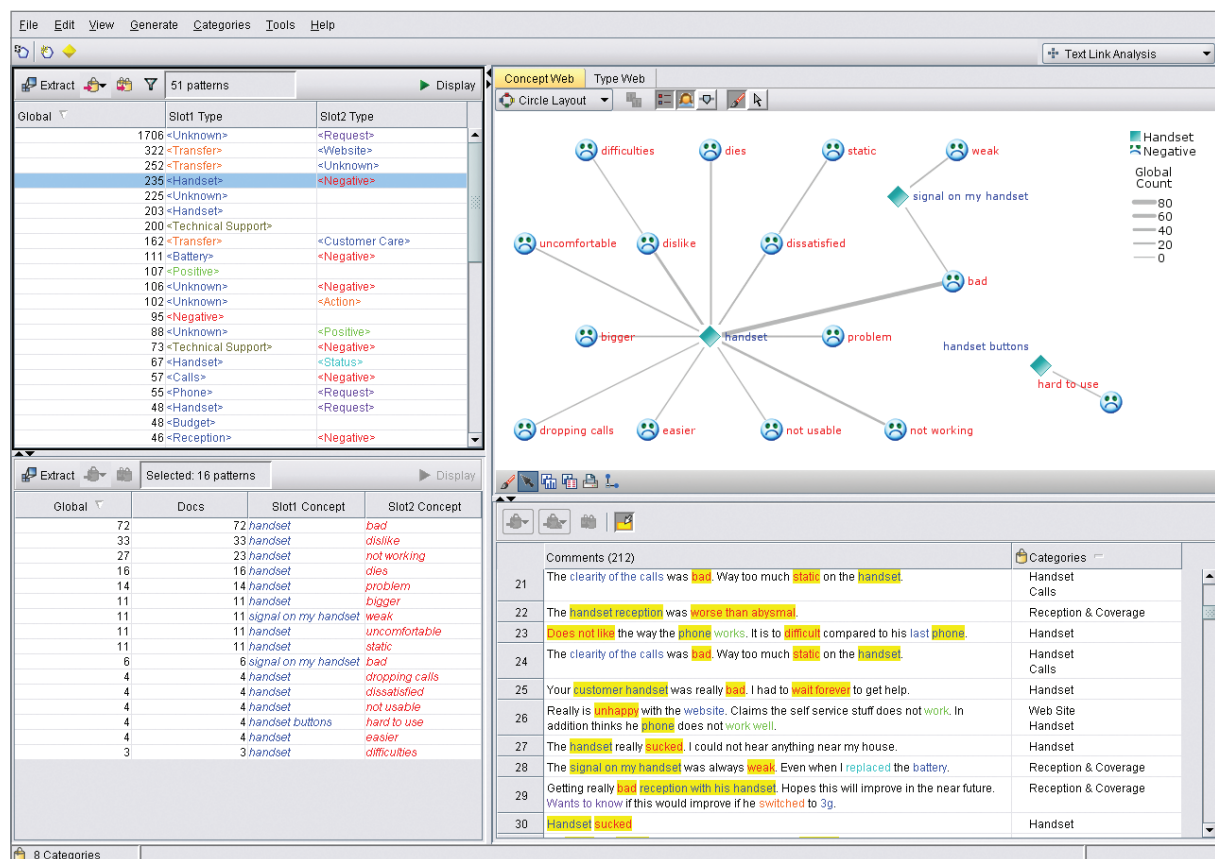 File Edit View Generate Categories Tools Help
Text Link Analysis
Extract 51 patterns Display
Global Slot1 Type Slot2 Type
1706 <Unknown> <Request>
322 <Transfer> <Website>
252 <Transfer> <Unknown>
235 <Handset> <Negative>
225 <Unknown>
203 <Handset>
200 <Technical Support>
162 <Transfer> <Customer Care>
111 <Battery> <Negative>
107 <Positive>
106 <Unknown> <Negative>
102 <Unknown> <Action>
95 <Negative>
88 <Unknown> <Positive>
73 <Technical Support> <Negative>
67 <Handset> <Status>
57 <Calls> <Negative>
55 <Phone> <Request>
48 <Handset> <Request>
48 <Budget>
46 <Reception> <Negative>
Extract Selected: 16 patterns Display
Global Docs Slot1 Concept Slot2 Concept
72 72 handset bad
33 33 handset dislike
27 23 handset not working
16 16 handset dies
14 14 handset problem
11 11 handset bigger
11 11 signal on my handset weak
11 11 handset uncomfortable
11 11 handset static
6 6 signal on my handset bad
4 4 handset dropping calls
4 4 handset dissatisfied
4 4 handset not usable
4 4 handset buttons hard to use
4 4 handset easier
3 3 handset difficulties
8 Categories
Concept Web Type Web
Circle Layout
difficulties dies static weak
signal on my handset
uncomfortable dislike dissatisfied
bad
bigger handset problem
handset buttons
hard to use
dropping calls easier not usable not working
Handset
Negative
Global
Count
80
60
40
20
0
Comments (212) Categories
21 The clarity of the calls was bad. Way too much static on the handset. Handset
Calls
22 The handset reception was worse than abysmal. Reception & Coverage
23 Does not like the way the phone works. It is to difficult compared to his last phone. Handset
24 The clarity of the calls was bad. Way too much static on the handset. Handset
Calls
25 Your customer handset was really bad. I had to wait forever to get help. Handset
26 Really is unhappy with the website. Claims the self service stuff does not work. In Web Site
addition thinks he phone does not work well. Handset
27 The handset really sucked. I could not hear anything near my house. Handset
28 The signal on my handset was always weak. Even when I replaced the battery. Reception & Coverage
29 Getting really bad reception with his handset. Hopes this will improve in the near future. Reception & Coverage
Wants to know if this would improve if he switched to 3g.
30 Handset sucked Handset